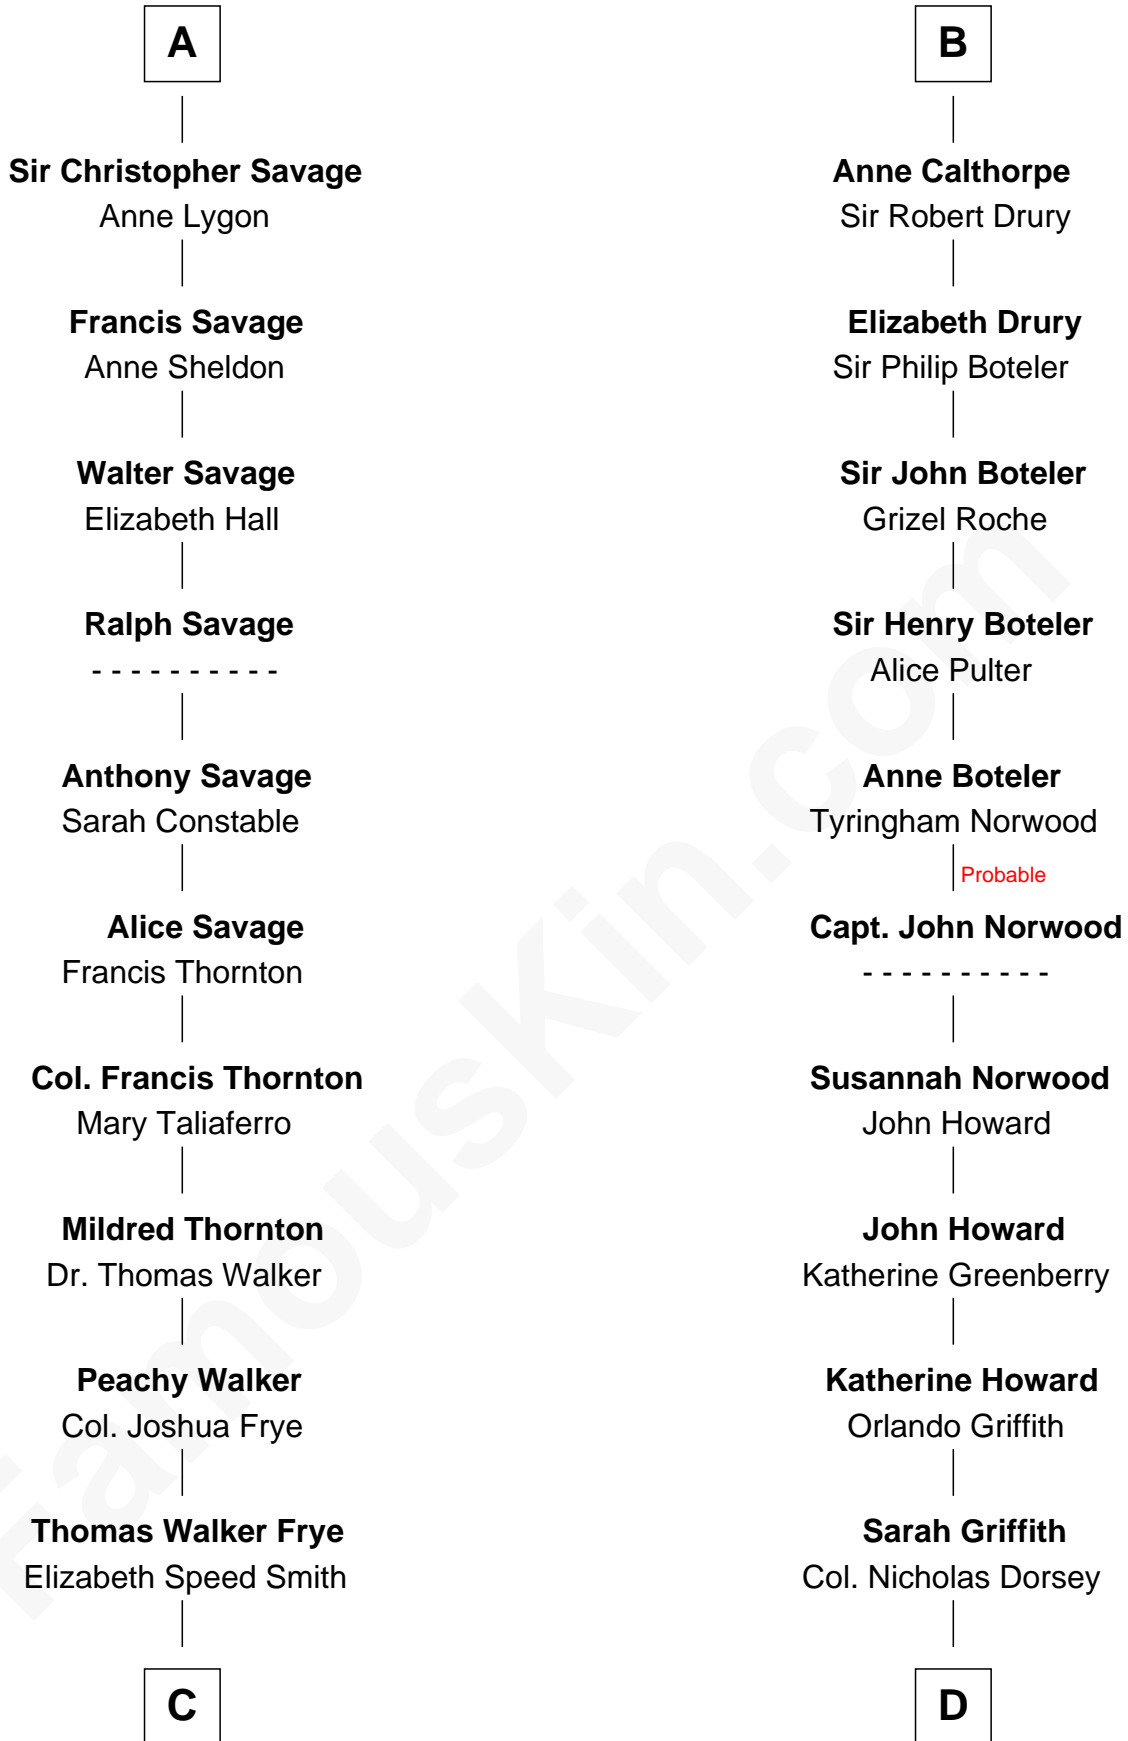 A
Sir Christopher Savage
Anne Lygon
Francis Savage
Anne Sheldon
Walter Savage
Elizabeth Hall
Ralph Savage
- - - - - - - - - -
Anthony Savage
Sarah Constable
Alice Savage
Francis Thornton
Col. Francis Thornton
Mary Taliaferro
Mildred Thornton
Dr. Thomas Walker
Peachy Walker
Col. Joshua Frye
Thomas Walker Frye
Elizabeth Speed Smith
C
B
Anne Calthorpe
Sir Robert Drury
Elizabeth Drury
Sir Philip Boteler
Sir John Boteler
Grizel Roche
Sir Henry Boteler
Alice Pulter
Anne Boteler
Tyringham Norwood
Probable
Capt. John Norwood
- - - - - - - - - -
Susannah Norwood
John Howard
John Howard
Katherine Greenberry
Katherine Howard
Orlando Griffith
Sarah Griffith
Col. Nicholas Dorsey
D
FamousKin.com